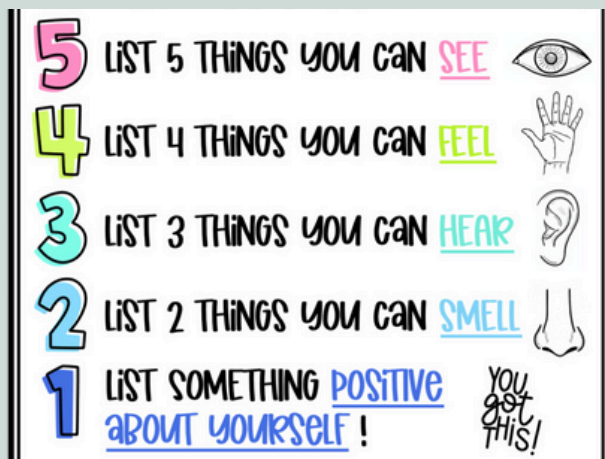 5 LIST 5 THINGS YOU CAN SEE
4 LIST 4 THINGS YOU CAN FEEL
3 LIST 3 THINGS YOU CAN HEAR
2 LIST 2 THINGS YOU CAN SMELL
1 LIST SOMETHING POSITIVE
ABOUT YOURSELF!
YOU
got
THIS!